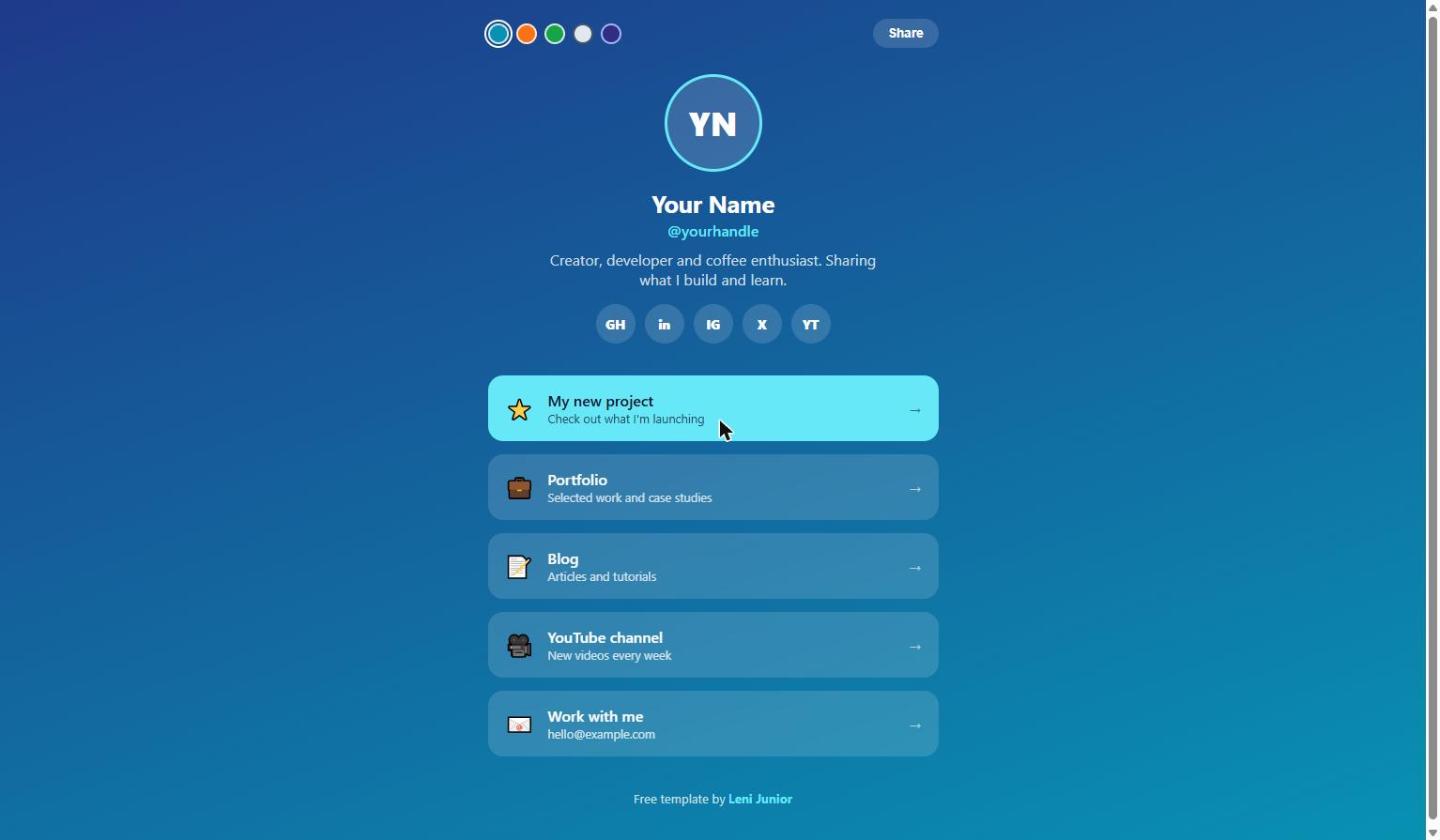 Share
YN
Your Name
@yourhandle
Creator, developer and coffee enthusiast. Sharing
what I build and learn.
GH in IG X YT
My new project
Check out what I'm launching
→
Portfolio
Selected work and case studies
→
Blog
Articles and tutorials
→
YouTube channel
New videos every week
→
Work with me
hello@example.com
→
Free template by Leni Junior